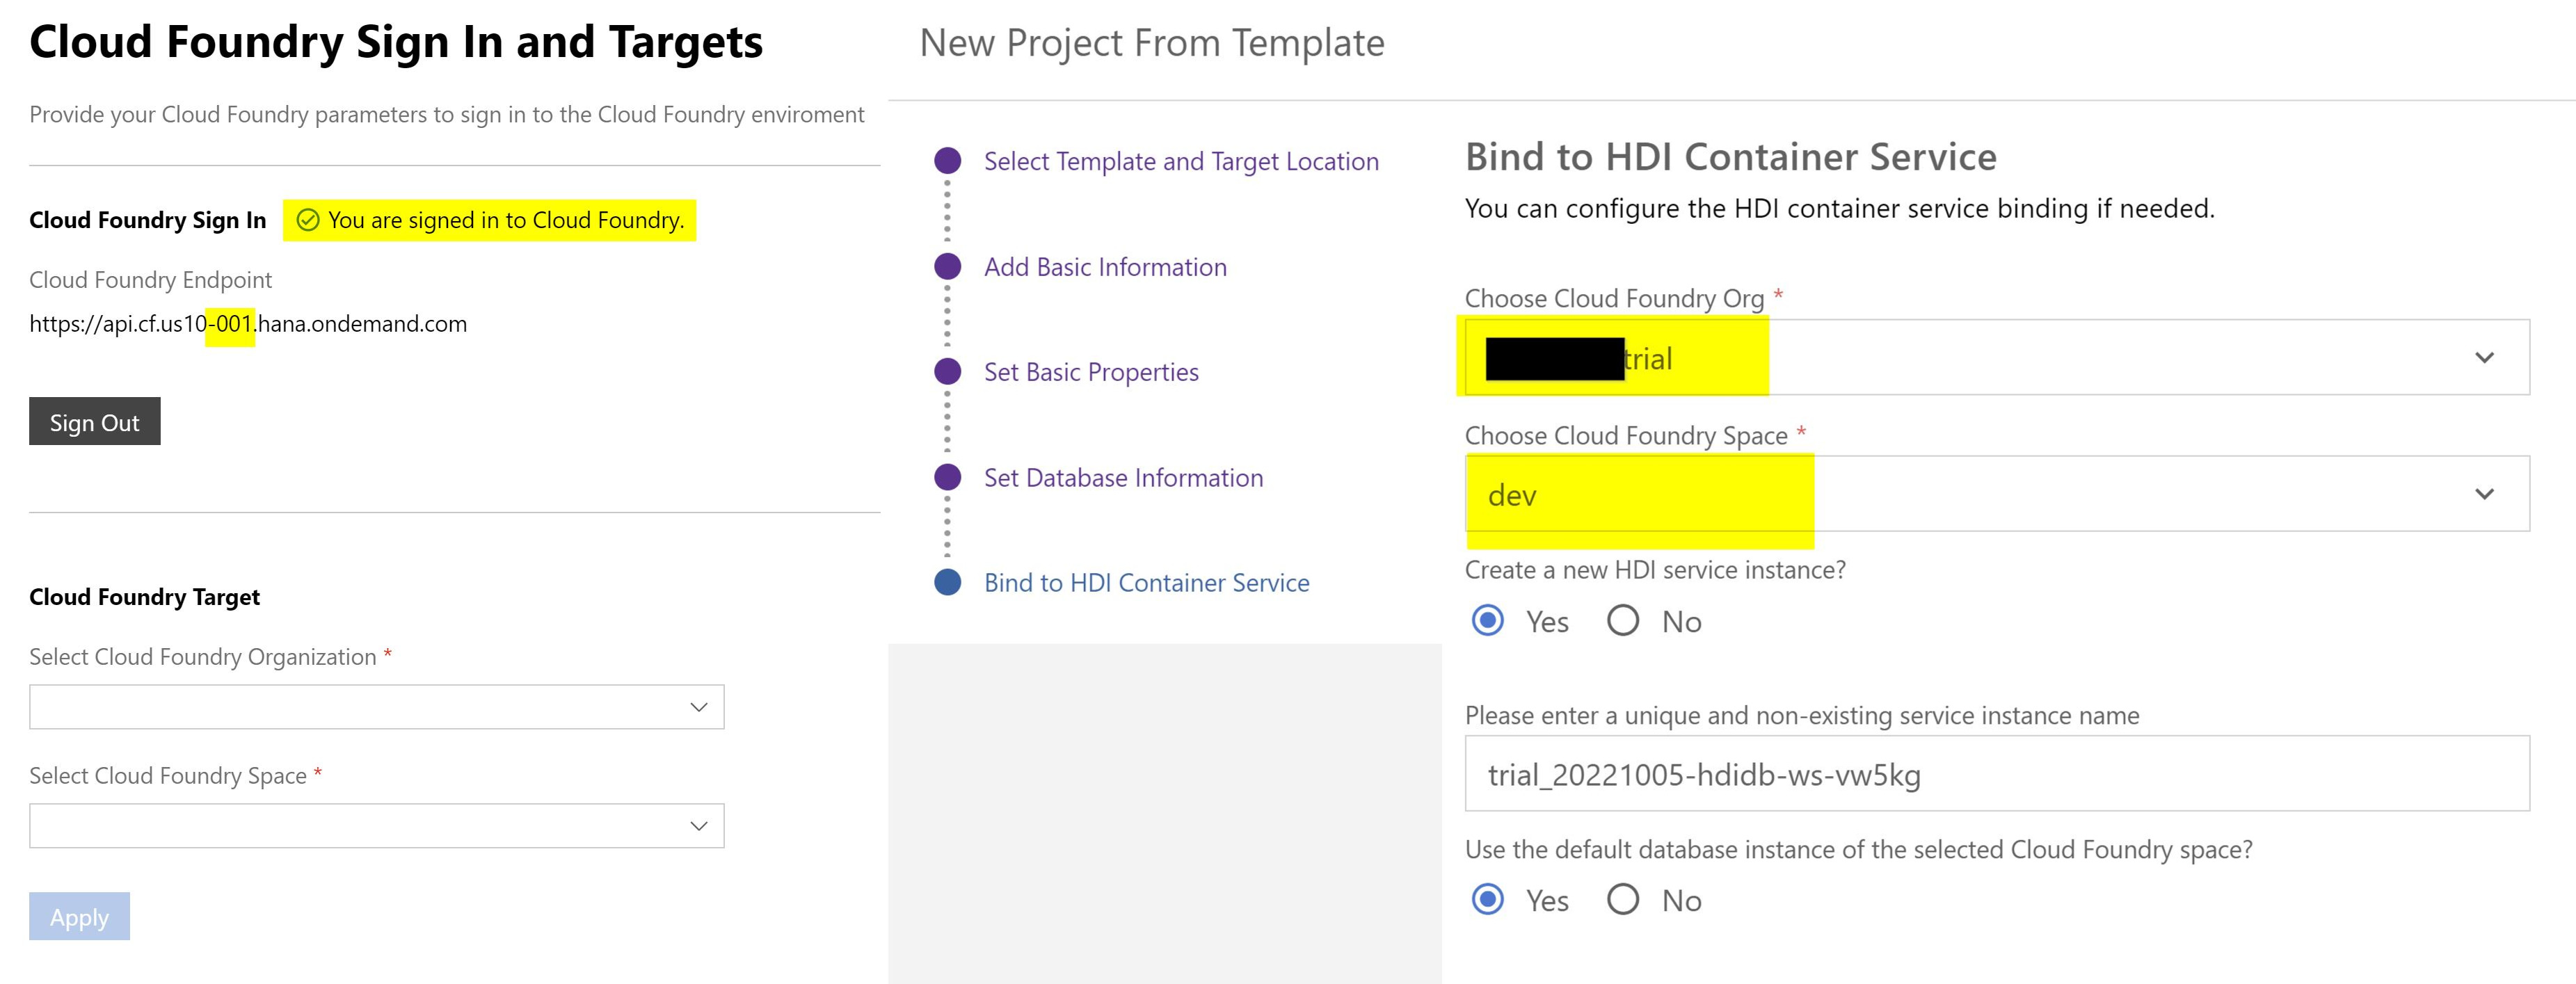 Cloud Foundry Sign In and Targets
Provide your Cloud Foundry parameters to sign in to the Cloud Foundry enviroment
Cloud Foundry Sign In
You are signed in to Cloud Foundry.
Cloud Foundry Endpoint
https://api.cf.us10-001.hana.ondemand.com
Sign Out
Cloud Foundry Target
Select Cloud Foundry Organization *
Select Cloud Foundry Space *
Apply
New Project From Template
Select Template and Target Location
Add Basic Information
Set Basic Properties
Set Database Information
Bind to HDI Container Service
Bind to HDI Container Service
You can configure the HDI container service binding if needed.
Choose Cloud Foundry Org *
trial
Choose Cloud Foundry Space *
dev
Create a new HDI service instance?
Yes No
Please enter a unique and non-existing service instance name
trial_20221005-hdidb-ws-vw5kg
Use the default database instance of the selected Cloud Foundry space?
Yes No